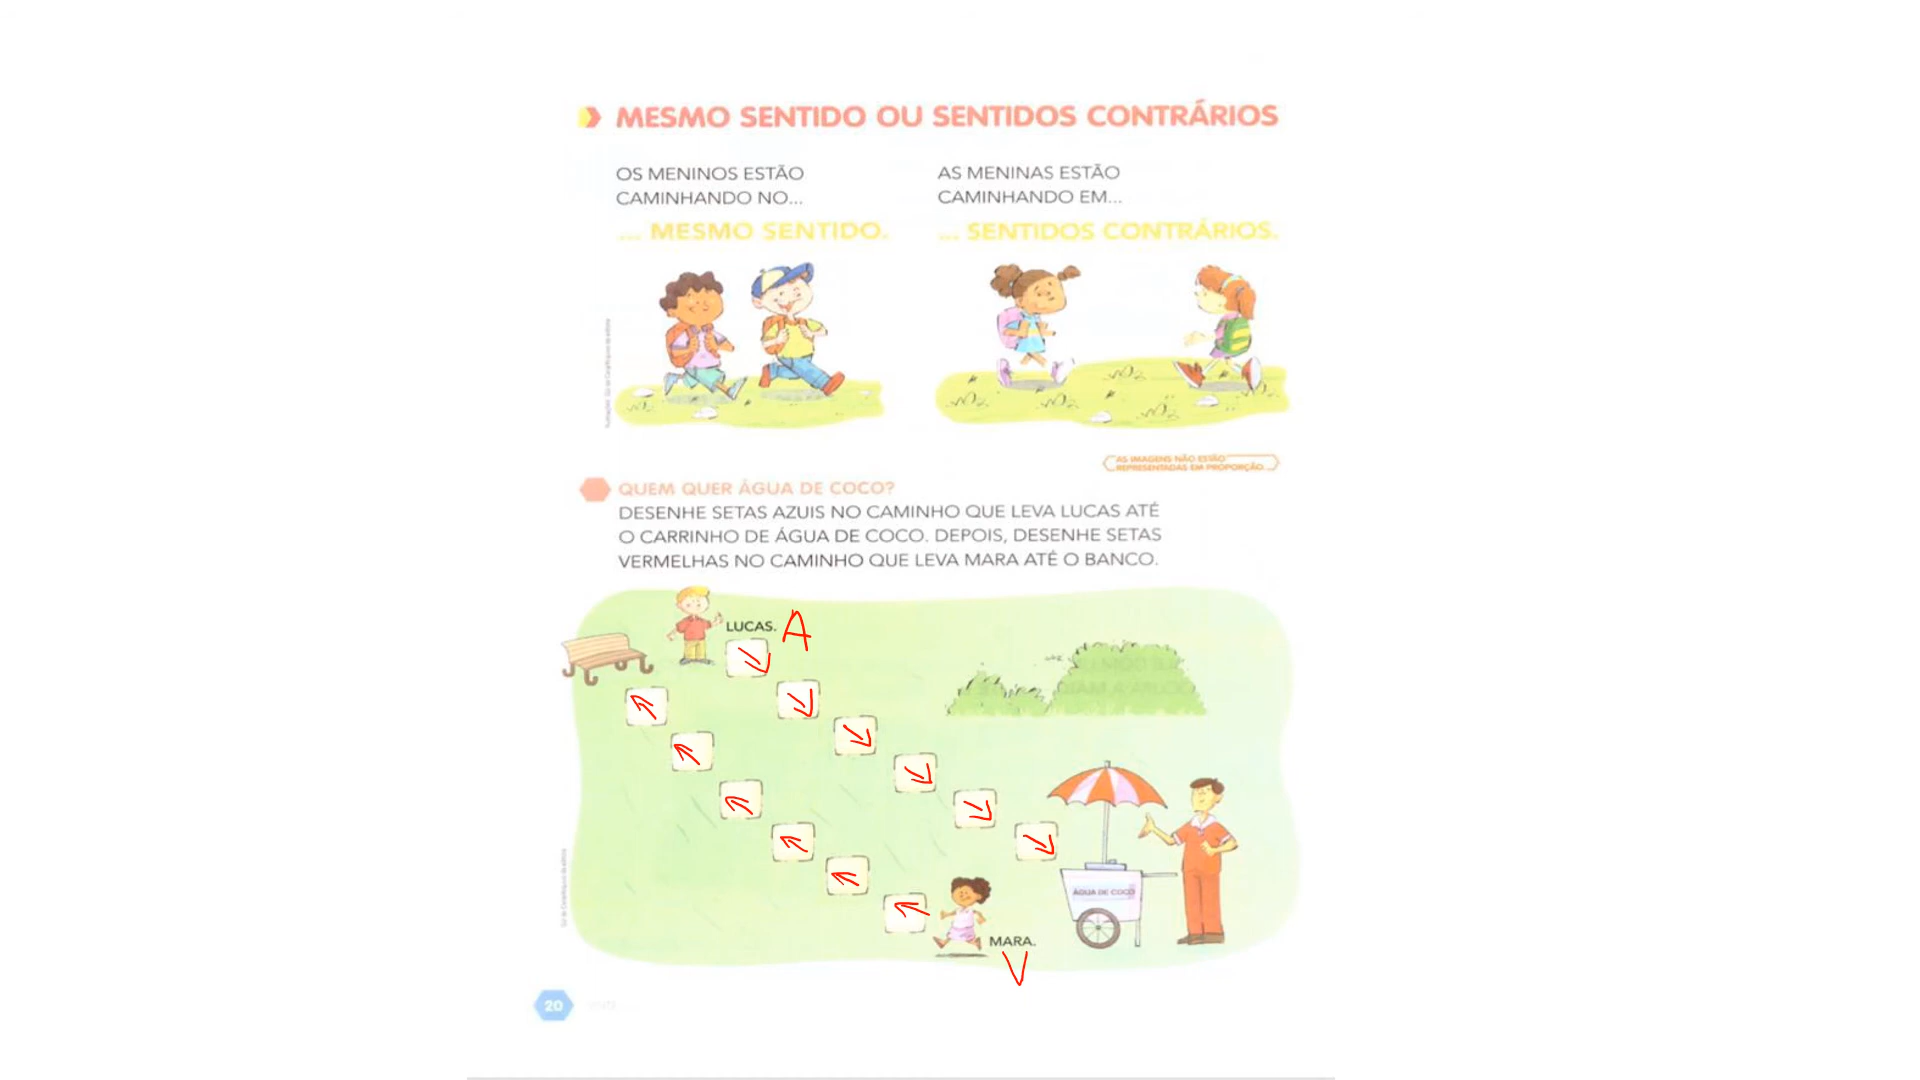 MESMO SENTIDO OU SENTIDOS CONTRÁRIOS
OS MENINOS ESTÃO
CAMINHANDO NO...
... MESMO SENTIDO.
AS MENINAS ESTÃO
CAMINHANDO EM...
... SENTIDOS CONTRÁRIOS.
AS IMAGENS NÃO ESTÃO
REPRESENTADAS EM PROPORÇÃO.
QUEM QUER ÁGUA DE COCO?
DESENHE SETAS AZUIS NO CAMINHO QUE LEVA LUCAS ATÉ
O CARRINHO DE ÁGUA DE COCO. DEPOIS, DESENHE SETAS
VERMELHAS NO CAMINHO QUE LEVA MARA ATÉ O BANCO.
LUCAS. A
ÁGUA DE COCO
MARA.
V
20